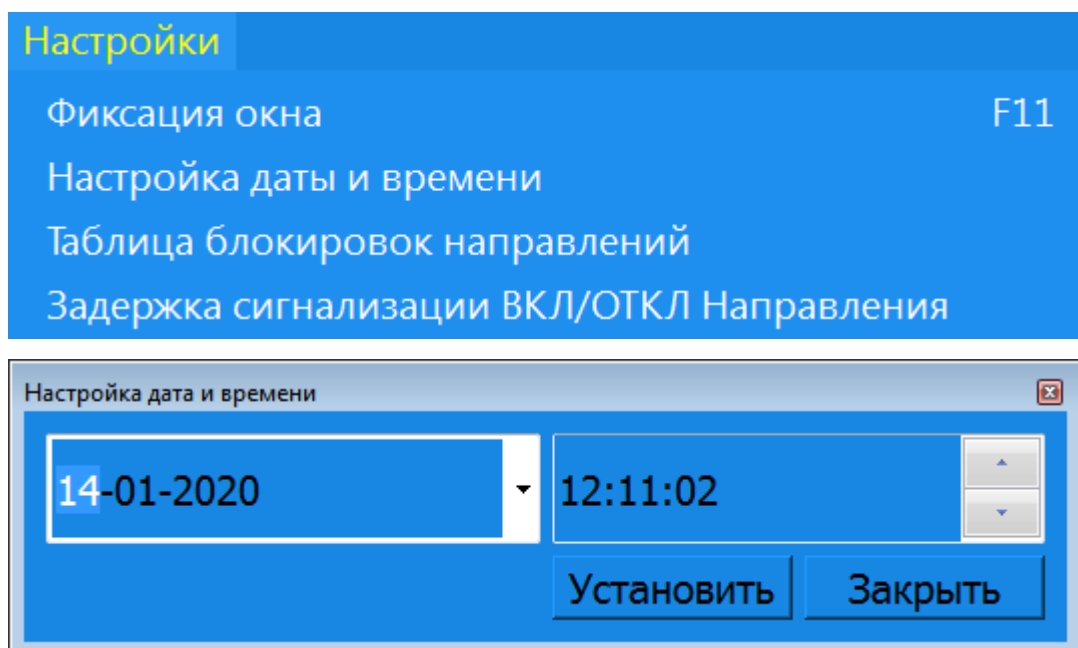 Настройки
Фиксация окна F11
Настройка даты и времени
Таблица блокировок направлений
Задержка сигнализации ВКЛ/ОТКЛ Направления
Настройка дата и времени
14-01-2020 12:11:02
Установить Закрыть